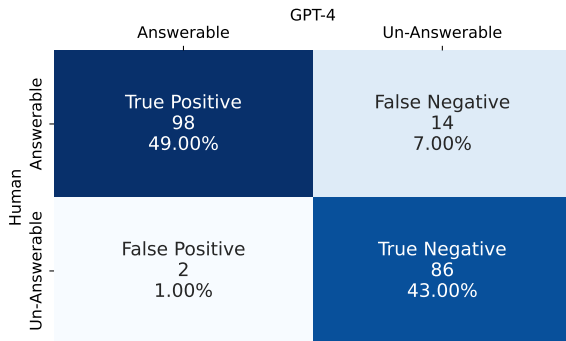 GPT-4
Answerable
Un-Answerable
Human
Answerable
True Positive
98
49.00%
False Negative
14
7.00%
Un-Answerable
False Positive
2
1.00%
True Negative
86
43.00%